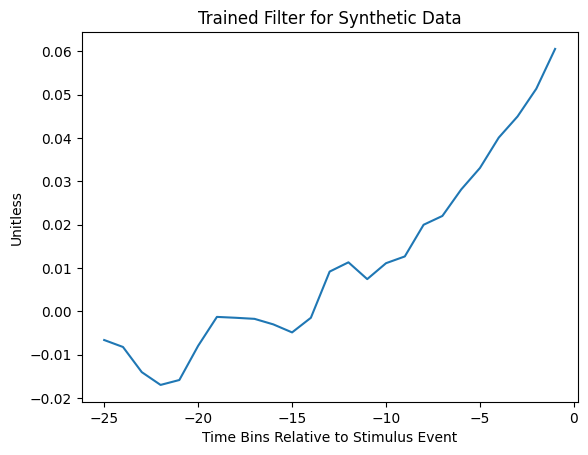 Trained Filter for Synthetic Data
Unitless
0.06
0.05
0.04
0.03
0.02
0.01
0.00
−0.01
−0.02
−25 −20 −15 −10 −5 0
Time Bins Relative to Stimulus Event